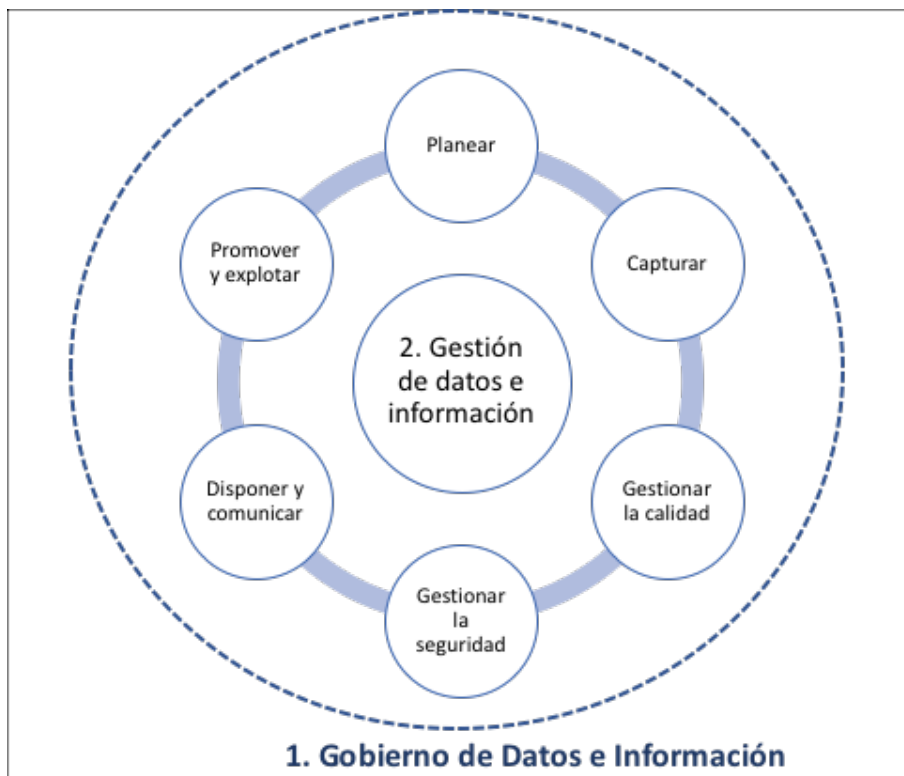 Planear
Promover
y explotar
Capturar
2. Gestión
de datos e
información
Disponer y
comunicar
Gestionar
la calidad
Gestionar
la
seguridad
1. Gobierno de Datos e Información